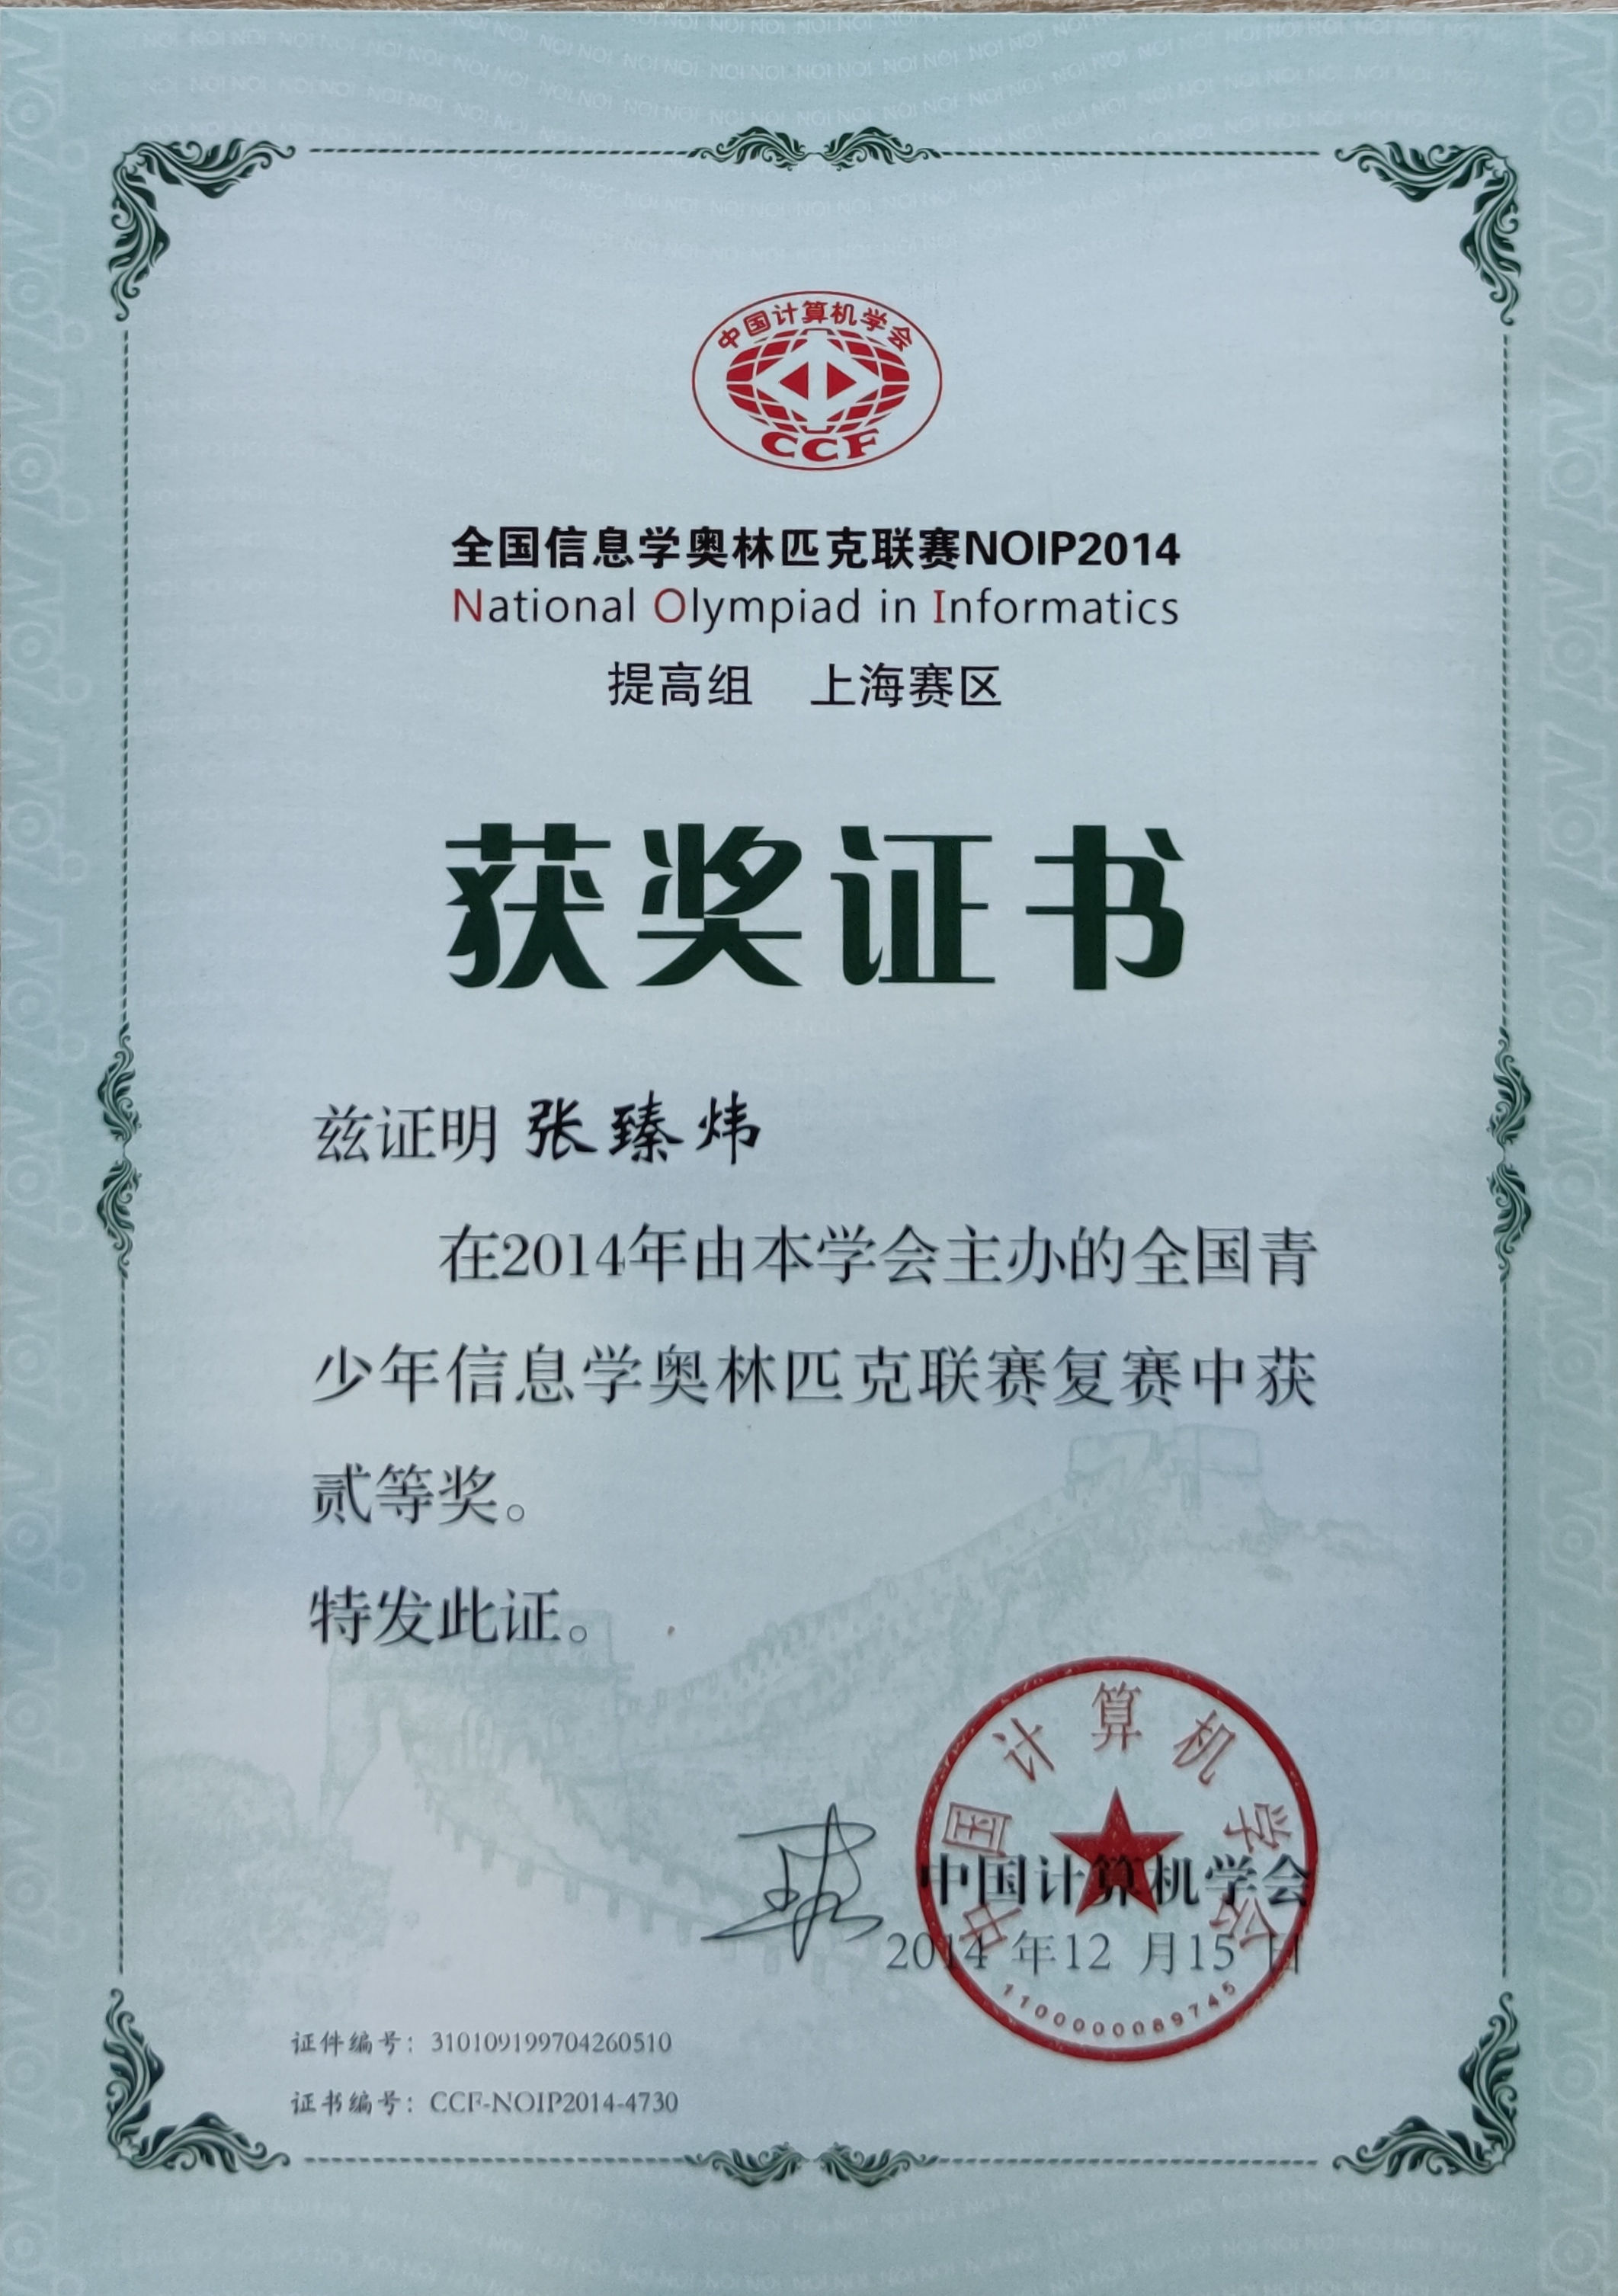 中国计算机学会
CCF
全国信息学奥林匹克联赛NOIP2014
National Olympiad in Informatics
提高组 上海赛区
获奖证书
兹证明 张臻炜
在2014年由本学会主办的全国青
少年信息学奥林匹克联赛复赛中获
贰等奖。
特发此证。
中国计算机学会
中国计算机学会
2014 年12 月15 日
1100000089745
证件编号：310109199704260510
证书编号：CCF-NOIP2014-4730